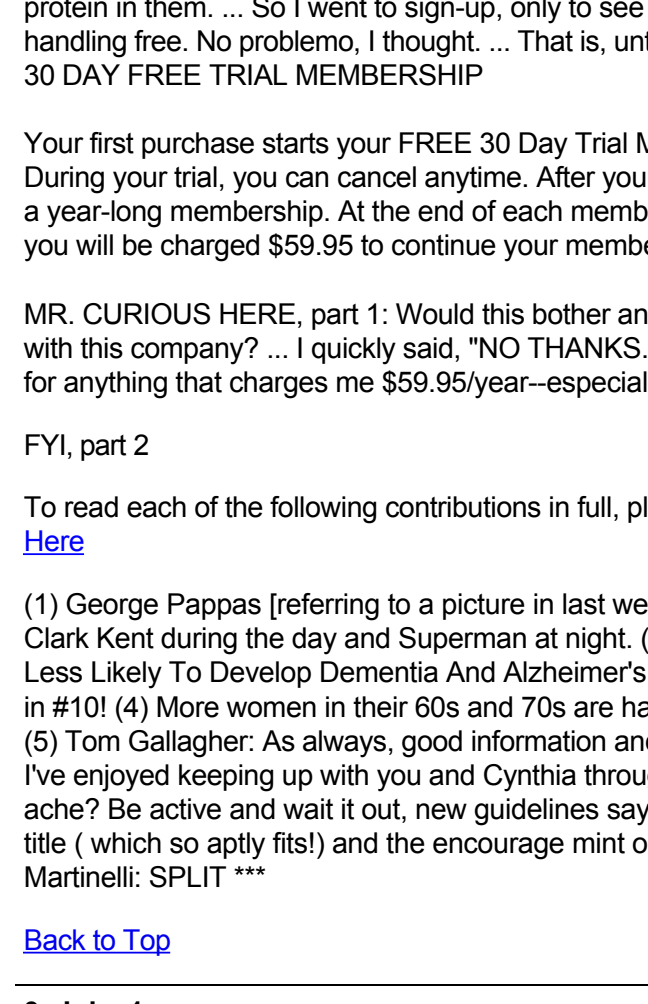 protein in them. ... So I went to sign-up, only to see
handling free. No problemo, I thought. ... That is, unt
30 DAY FREE TRIAL MEMBERSHIP
Your first purchase starts your FREE 30 Day Trial M
During your trial, you can cancel anytime. After you
a year-long membership. At the end of each memb
you will be charged $59.95 to continue your membe
MR. CURIOUS HERE, part 1: Would this bother an
with this company? ... I quickly said, "NO THANKS.
for anything that charges me $59.95/year--especial
FYI, part 2
To read each of the following contributions in full, pl
Here
(1) George Pappas [referring to a picture in last we
Clark Kent during the day and Superman at night. (
Less Likely To Develop Dementia And Alzheimer's
in #10! (4) More women in their 60s and 70s are ha
(5) Tom Gallagher: As always, good information and
I've enjoyed keeping up with you and Cynthia throu
ache? Be active and wait it out, new guidelines say
title ( which so aptly fits!) and the encourage mint o
Martinelli: SPLIT ***
Back to Top